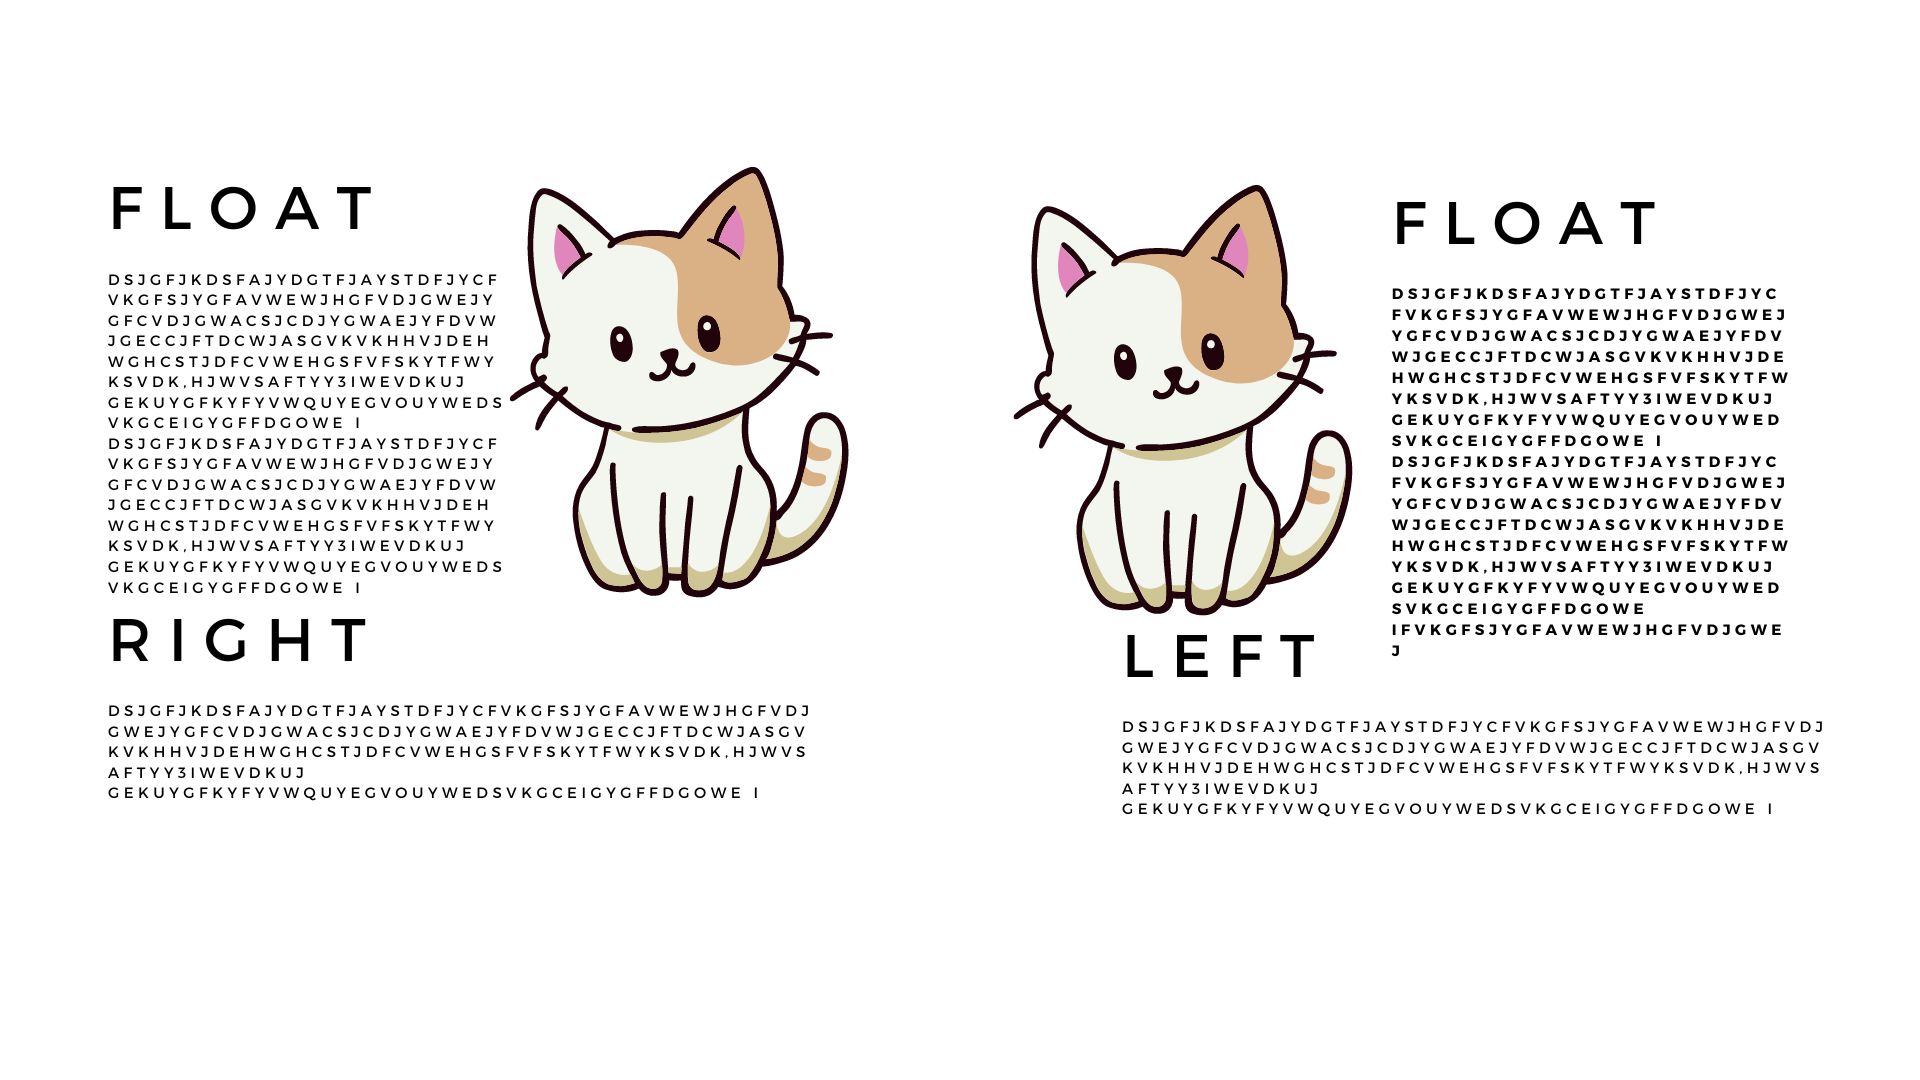 FLOAT
DSJGFJKDSFAJYDGTFJAYSTDFJYCF
VKGFSJYGFAVWEWJHGFVDJGWEJY
GFCVDJGWACSJCDJYGWAEJYFDVW
JGECCJFTDCWJASGVKVKHHVJDEH
WGHCSTJDFCVWEHGSFVFSKYTFWY
KSVDK,HJWVSAFTYY3IWEVDKUJ
GEKUYGFKYFYVWQUYEGVOUYWEDS
VKGCEIGYGFFDGOWE I
DSJGFJKDSFAJYDGTFJAYSTDFJYCF
VKGFSJYGFAVWEWJHGFVDJGWEJY
GFCVDJGWACSJCDJYGWAEJYFDVW
JGECCJFTDCWJASGVKVKHHVJDEH
WGHCSTJDFCVWEHGSFVFSKYTFWY
KSVDK,HJWVSAFTYY3IWEVDKUJ
GEKUYGFKYFYVWQUYEGVOUYWEDS
VKGCEIGYGFFDGOWE I
RIGHT
DSJGFJKDSFAJYDGTFJAYSTDFJYCFVKGFSJYGFAVWEWJHGFVDJ
GWEJYGFCVDJGWACSJCDJYGWAEJYFDVWJGECCJFTDCWJASGV
KVKHHVJDEHWGHCSTJDFCVWEHGSFVFSKYTFWYKSVDK,HJWVS
AFTYY3IWEVDKUJ
GEKUYGFKYFYVWQUYEGVOUYWEDSVKGCEIGYGFFDGOWE I
FLOAT
DSJGFJKDSFAJYDGTFJAYSTDFJYC
FVKGFSJYGFAVWEWJHGFVDJGWEJ
YGFCVDJGWACSJCDJYGWAEJYFDV
WJGECCJFTDCWJASGVKVKHHVJDE
HWGHCSTJDFCVWEHGSFVFSKYTFW
YKSVDK,HJWVSAFTYY3IWEVDKUJ
GEKUYGFKYFYVWQUYEGVOUYWED
SVKGCEIGYGFFDGOWE I
DSJGFJKDSFAJYDGTFJAYSTDFJYC
FVKGFSJYGFAVWEWJHGFVDJGWEJ
YGFCVDJGWACSJCDJYGWAEJYFDV
WJGECCJFTDCWJASGVKVKHHVJDE
HWGHCSTJDFCVWEHGSFVFSKYTFW
YKSVDK,HJWVSAFTYY3IWEVDKUJ
GEKUYGFKYFYVWQUYEGVOUYWED
SVKGCEIGYGFFDGOWE
IFVKGFSJYGFAVWEWJHGFVDJGWE
J
LEFT
DSJGFJKDSFAJYDGTFJAYSTDFJYCFVKGFSJYGFAVWEWJHGFVDJ
GWEJYGFCVDJGWACSJCDJYGWAEJYFDVWJGECCJFTDCWJASGV
KVKHHVJDEHWGHCSTJDFCVWEHGSFVFSKYTFWYKSVDK,HJWVS
AFTYY3IWEVDKUJ
GEKUYGFKYFYVWQUYEGVOUYWEDSVKGCEIGYGFFDGOWE I